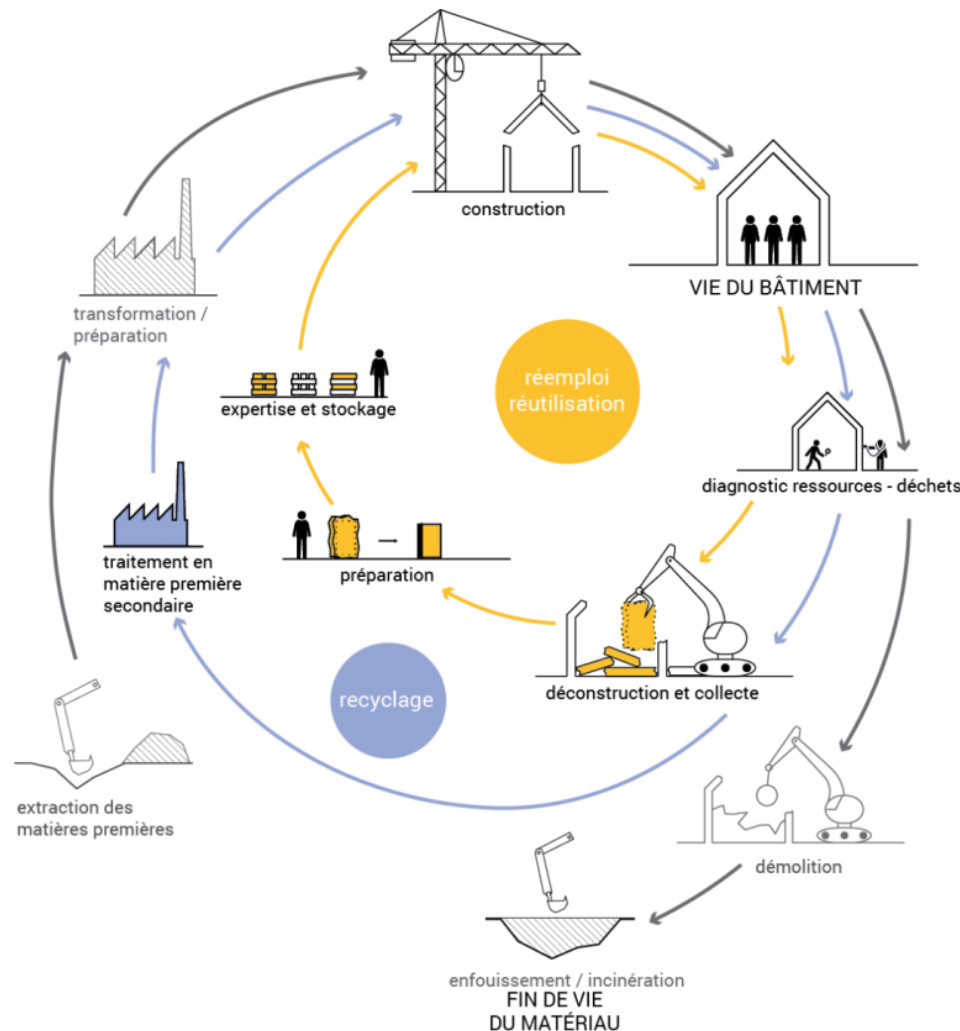 construction
VIE DU BÂTIMENT
transformation /
préparation
réemploi
réutilisation
expertise et stockage
diagnostic ressources - déchets
traitement en
matière première
secondaire
préparation
déconstruction et collecte
recyclage
extraction des
matières premières
démolition
enfouissement / incinération
FIN DE VIE
DU MATÉRIAU